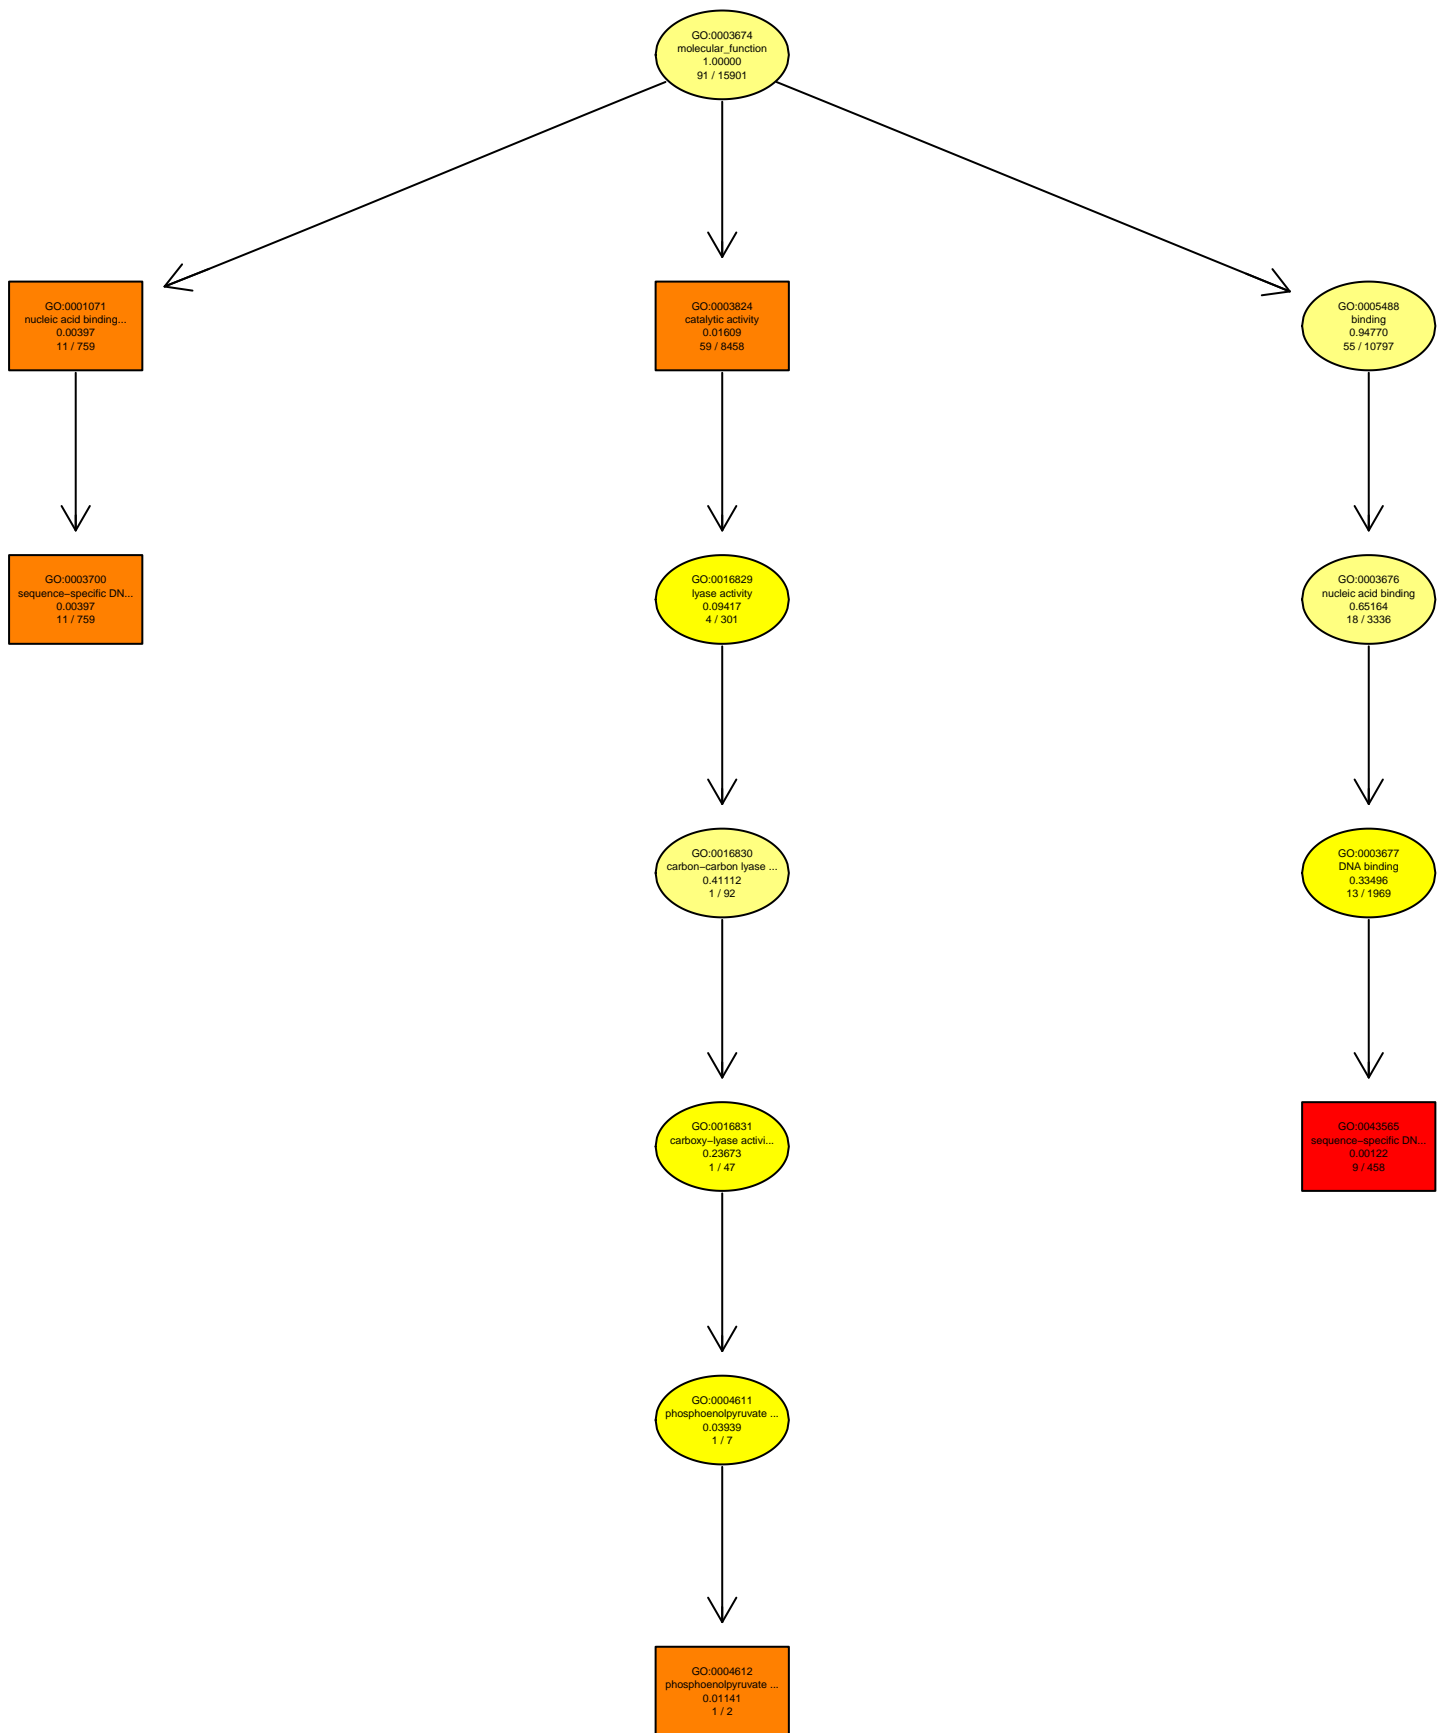 GO:0003674
molecular_function
1.00000
91 / 15901
GO:0001071
nucleic acid binding...
0.00397
11 / 759
GO:0003824
catalytic activity
0.01609
59 / 8458
GO:0005488
binding
0.94770
55 / 10797
GO:0003700
sequence−specific DN...
0.00397
11 / 759
GO:0016829
lyase activity
0.09417
4 / 301
GO:0003676
nucleic acid binding
0.65164
18 / 3336
GO:0016830
carbon−carbon lyase ...
0.41112
1 / 92
GO:0003677
DNA binding
0.33496
13 / 1969
GO:0016831
carboxy−lyase activi...
0.23673
1 / 47
GO:0043565
sequence−specific DN...
0.00122
9 / 458
GO:0004611
phosphoenolpyruvate ...
0.03939
1 / 7
GO:0004612
phosphoenolpyruvate ...
0.01141
1 / 2